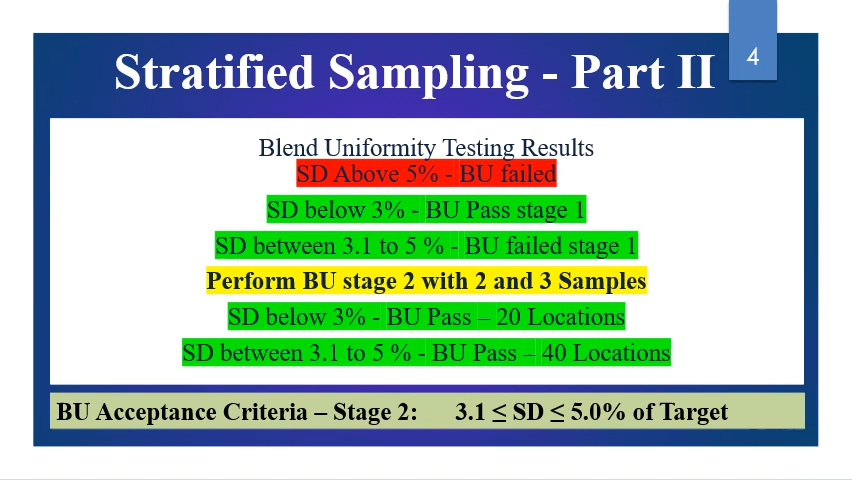 4
Stratified Sampling - Part II
Blend Uniformity Testing Results
SD Above 5% - BU failed
SD below 3% - BU Pass stage 1
SD between 3.1 to 5 % - BU failed stage 1
Perform BU stage 2 with 2 and 3 Samples
SD below 3% - BU Pass – 20 Locations
SD between 3.1 to 5 % - BU Pass – 40 Locations
BU Acceptance Criteria – Stage 2: 3.1 ≤ SD ≤ 5.0% of Target